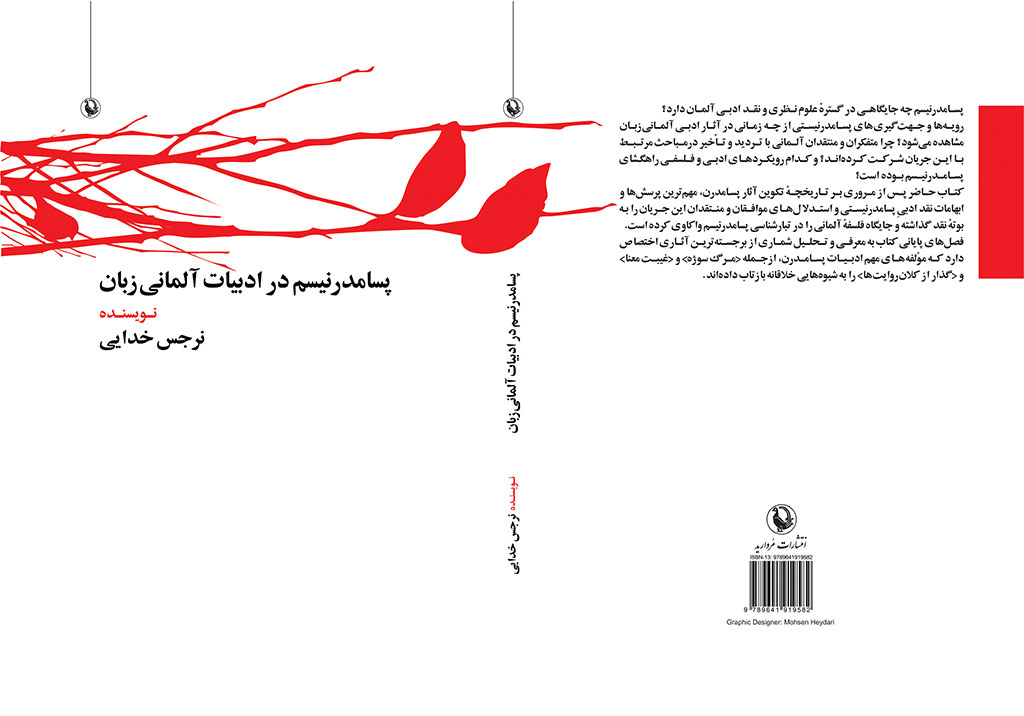 پسامدرنیسم در ادبیات آلمانی‌زبان
نویسنده
نرجس خدایی
پسامدرنیسم در ادبیات آلمانی‌زبان
نویسنده نرجس خدایی
پسامدرنیسم چه جایگاهی در گسترهٔ علوم نظری و نقد ادبی آلمان دارد؟
رویه‌ها و جهت‌گیری‌های پسامدرنیستی از چه زمانی در آثار ادبی آلمانی‌زبان
مشاهده می‌شود؟ چرا متفکران و منتقدان آلمانی با تردید و تأخیر در مباحث مرتبط
با این جریان شرکت کرده‌اند؟ و کدام رویکردهای ادبی و فلسفی راهگشای
پسامدرنیسم بوده است؟
کتاب حاضر پس از مروری بر تاریخچهٔ تکوین آثار پسامدرن، مهم‌ترین پرسش‌ها و
ابهامات نقد ادبی پسامدرنیستی و استدلال‌های موافقان و منتقدان این جریان را به
بوتهٔ نقد گذاشته و جایگاه فلسفهٔ آلمانی را در تبارشناسی پسامدرنیسم واکاوی کرده است.
فصل‌های پایانی کتاب به معرفی و تحلیل شماری از برجسته‌ترین آثاری اختصاص
دارد که مؤلفه‌های مهم ادبیات پسامدرن، ازجمله <مرگ سوژه> و <غیبت معنا>
و <گذار از کلان‌روایت‌ها> را به شیوه‌هایی خلاقانه بازتاب داده‌اند.
انتشارات مروارید
ISBN-13: 9789641919582
9 789641 919582
Graphic Designer: Mohsen Heydari